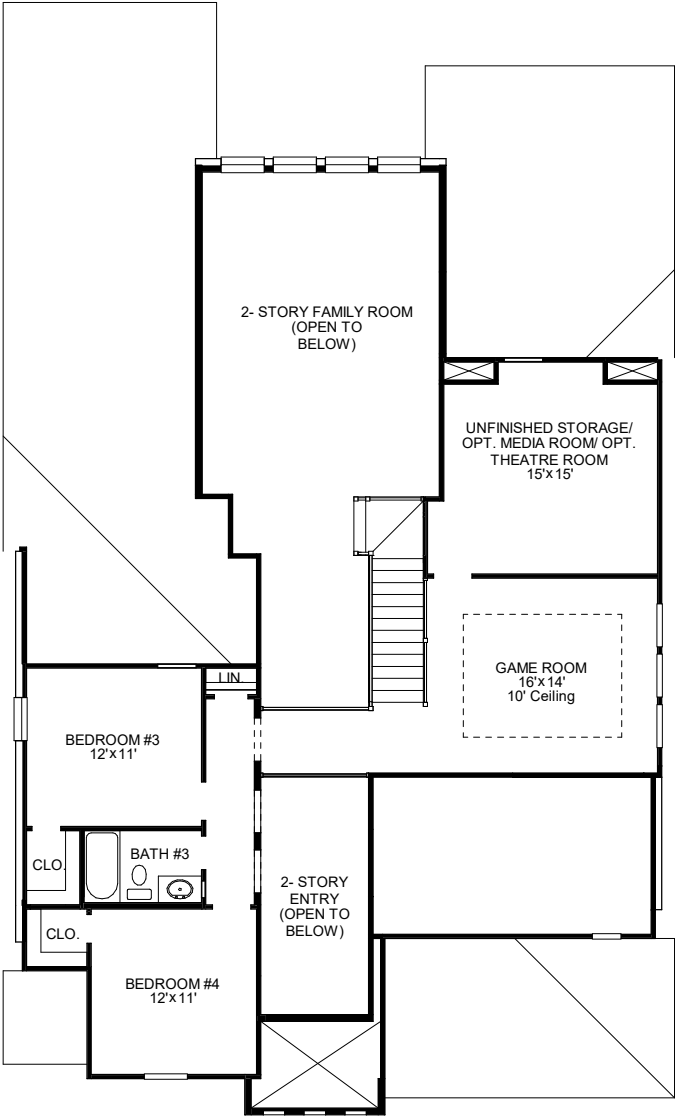 2- STORY FAMILY ROOM
(OPEN TO
BELOW)
UNFINISHED STORAGE/
OPT. MEDIA ROOM/ OPT.
THEATRE ROOM
15'x15'
GAME ROOM
16'x14'
10' Ceiling
LIN.
BEDROOM #3
12'x11'
BATH #3
CLO.
2- STORY
ENTRY
(OPEN TO
BELOW)
CLO.
BEDROOM #4
12'x11'